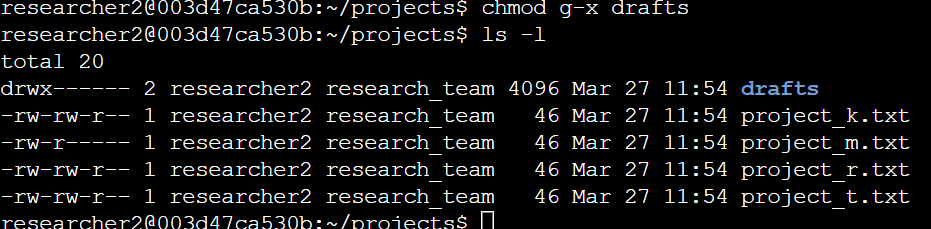 researcher2@003d47ca530b:~/projects$ chmod g-x drafts
researcher2@003d47ca530b:~/projects$ ls -l
total 20
drwx------ 2 researcher2 research_team 4096 Mar 27 11:54 drafts
-rw-rw-r-- 1 researcher2 research_team   46 Mar 27 11:54 project_k.txt
-rw-r----- 1 researcher2 research_team   46 Mar 27 11:54 project_m.txt
-rw-rw-r-- 1 researcher2 research_team   46 Mar 27 11:54 project_r.txt
-rw-rw-r-- 1 researcher2 research_team   46 Mar 27 11:54 project_t.txt
researcher2@003d47ca530b:~/projects$